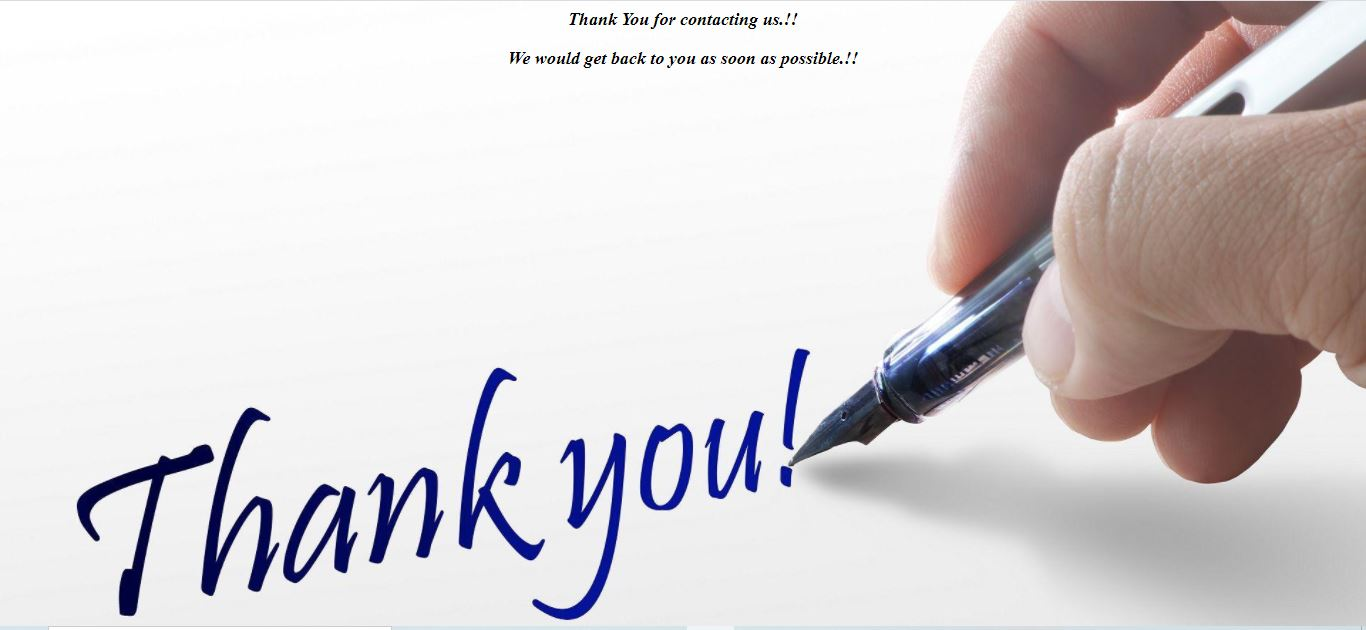 Thank You for contacting us.!!
We would get back to you as soon as possible.!!
Thank you!